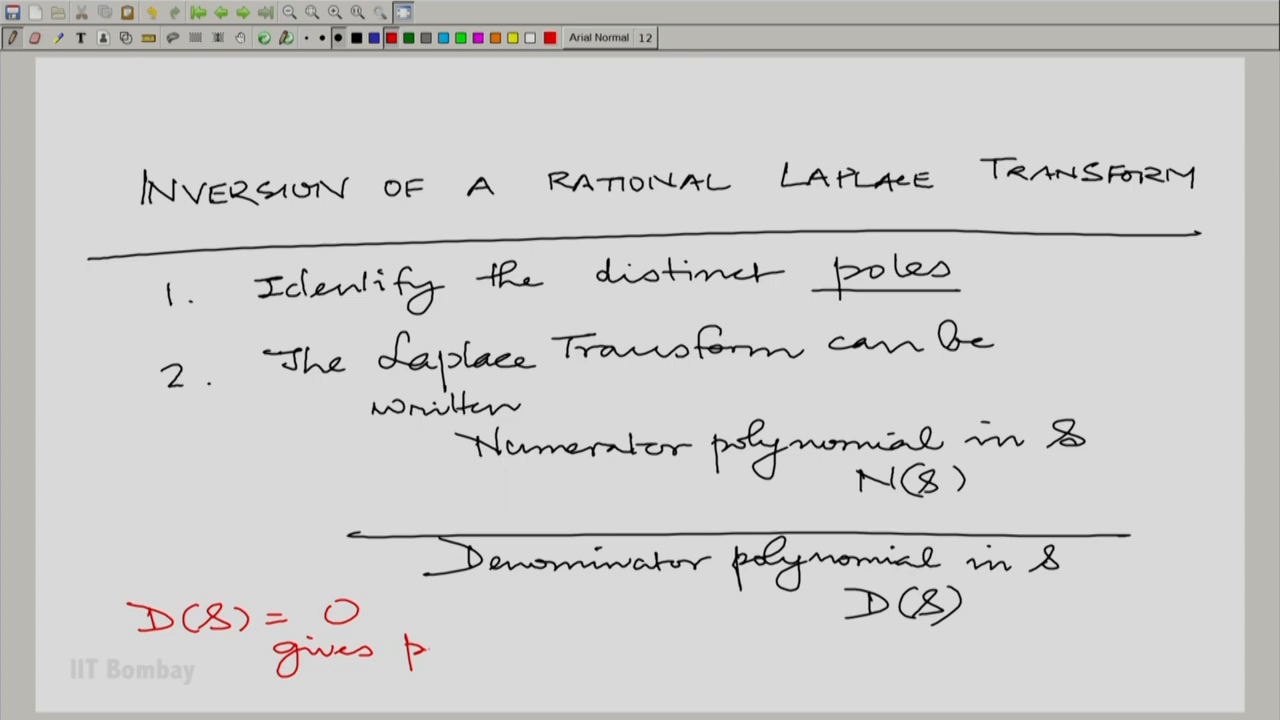 Arial Normal 12
INVERSION OF A RATIONAL LAPLACE TRANSFORM
1. Identify the distinct poles
2. The Laplace Transform can be
written
Numerator polynomial in s
N(s)
Denominator polynomial in s
D(s)
D(s) = 0
gives p
IIT Bombay